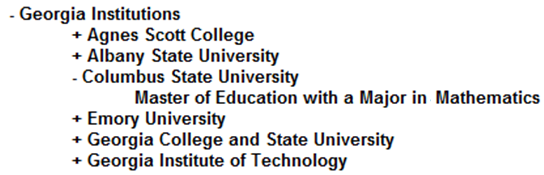 - Georgia Institutions
+ Agnes Scott College
+ Albany State University
- Columbus State University
Master of Education with a Major in Mathematics
+ Emory University
+ Georgia College and State University
+ Georgia Institute of Technology